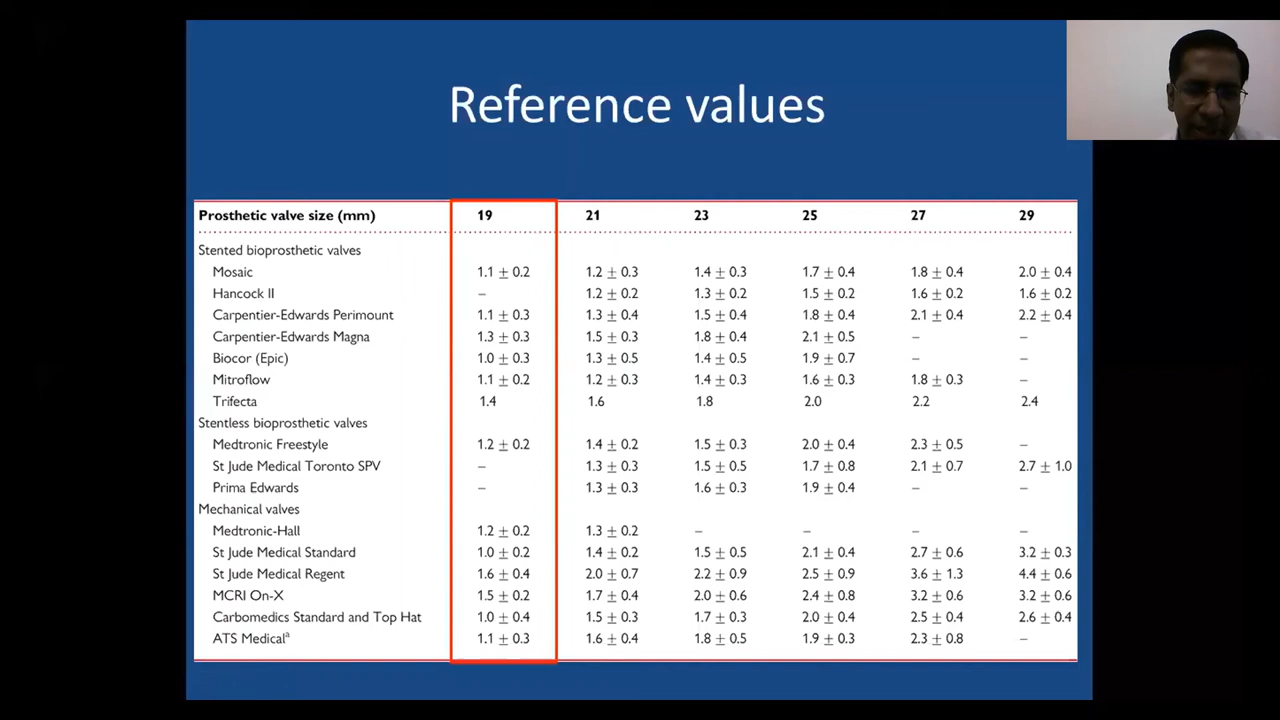 Reference values
Prosthetic valve size (mm) 19 21 23 25 27 29
Stented bioprosthetic valves
Mosaic 1.1 ± 0.2 1.2 ± 0.3 1.4 ± 0.3 1.7 ± 0.4 1.8 ± 0.4 2.0 ± 0.4
Hancock II – 1.2 ± 0.2 1.3 ± 0.2 1.5 ± 0.2 1.6 ± 0.2 1.6 ± 0.2
Carpentier-Edwards Perimount 1.1 ± 0.3 1.3 ± 0.4 1.5 ± 0.4 1.8 ± 0.4 2.1 ± 0.4 2.2 ± 0.4
Carpentier-Edwards Magna 1.3 ± 0.3 1.5 ± 0.3 1.8 ± 0.4 2.1 ± 0.5 – –
Biocor (Epic) 1.0 ± 0.3 1.3 ± 0.5 1.4 ± 0.5 1.9 ± 0.7 – –
Mitroflow 1.1 ± 0.2 1.2 ± 0.3 1.4 ± 0.3 1.6 ± 0.3 1.8 ± 0.3 –
Trifecta 1.4 1.6 1.8 2.0 2.2 2.4
Stentless bioprosthetic valves
Medtronic Freestyle 1.2 ± 0.2 1.4 ± 0.2 1.5 ± 0.3 2.0 ± 0.4 2.3 ± 0.5 –
St Jude Medical Toronto SPV – 1.3 ± 0.3 1.5 ± 0.5 1.7 ± 0.8 2.1 ± 0.7 2.7 ± 1.0
Prima Edwards – 1.3 ± 0.3 1.6 ± 0.3 1.9 ± 0.4 – –
Mechanical valves
Medtronic-Hall 1.2 ± 0.2 1.3 ± 0.2 – – – –
St Jude Medical Standard 1.0 ± 0.2 1.4 ± 0.2 1.5 ± 0.5 2.1 ± 0.4 2.7 ± 0.6 3.2 ± 0.3
St Jude Medical Regent 1.6 ± 0.4 2.0 ± 0.7 2.2 ± 0.9 2.5 ± 0.9 3.6 ± 1.3 4.4 ± 0.6
MCRI On-X 1.5 ± 0.2 1.7 ± 0.4 2.0 ± 0.6 2.4 ± 0.8 3.2 ± 0.6 3.2 ± 0.6
Carbomedics Standard and Top Hat 1.0 ± 0.4 1.5 ± 0.3 1.7 ± 0.3 2.0 ± 0.4 2.5 ± 0.4 2.6 ± 0.4
ATS Medicalª 1.1 ± 0.3 1.6 ± 0.4 1.8 ± 0.5 1.9 ± 0.3 2.3 ± 0.8 –